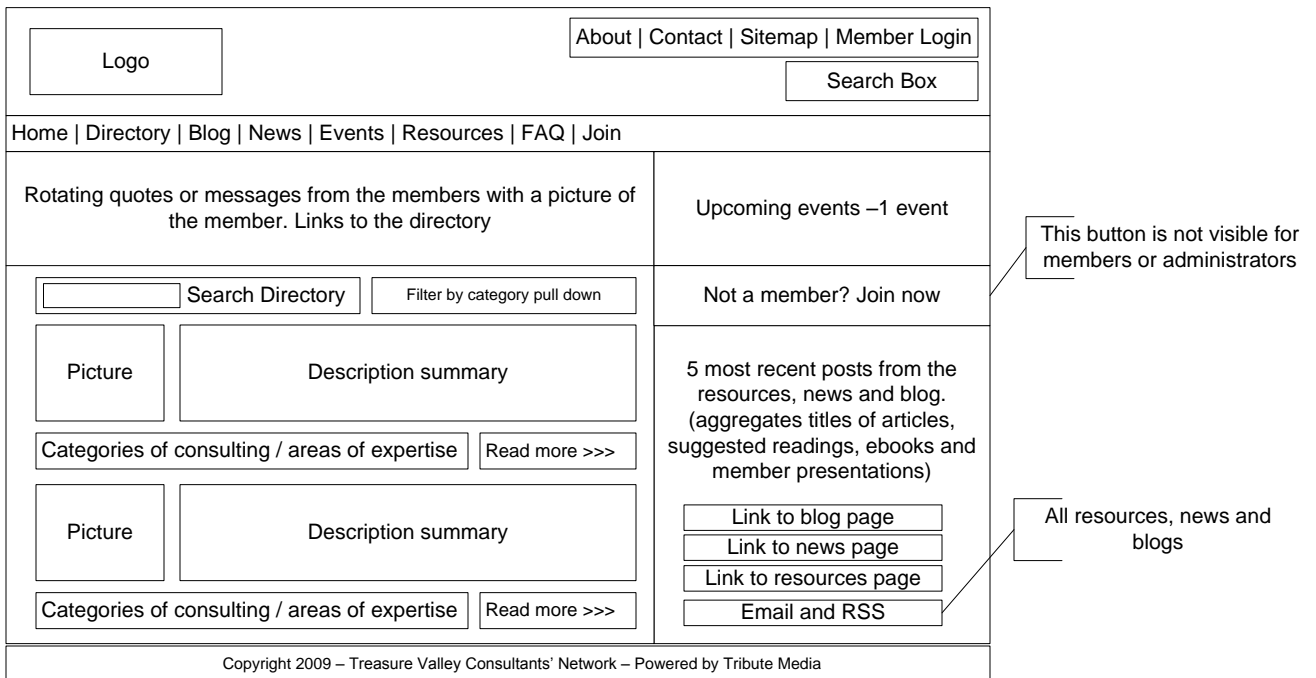 Logo
About | Contact | Sitemap | Member Login
Search Box
Home | Directory | Blog | News | Events | Resources | FAQ | Join
Rotating quotes or messages from the members with a picture of
the member. Links to the directory
Upcoming events –1 event
This button is not visible for
members or administrators
Search Directory
Filter by category pull down
Not a member? Join now
Picture
Description summary
Categories of consulting / areas of expertise
Read more >>>
Picture
Description summary
Categories of consulting / areas of expertise
Read more >>>
5 most recent posts from the
resources, news and blog.
(aggregates titles of articles,
suggested readings, ebooks and
member presentations)
Link to blog page
Link to news page
Link to resources page
Email and RSS
All resources, news and
blogs
Copyright 2009 – Treasure Valley Consultants’ Network – Powered by Tribute Media